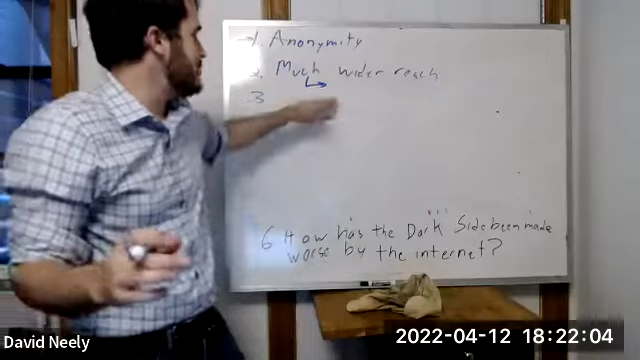 1. Anonymity
2. Much wider reach
3
6 How has the Dark Side been made
worse by the internet?
David Neely
2022-04-12 18:22:04